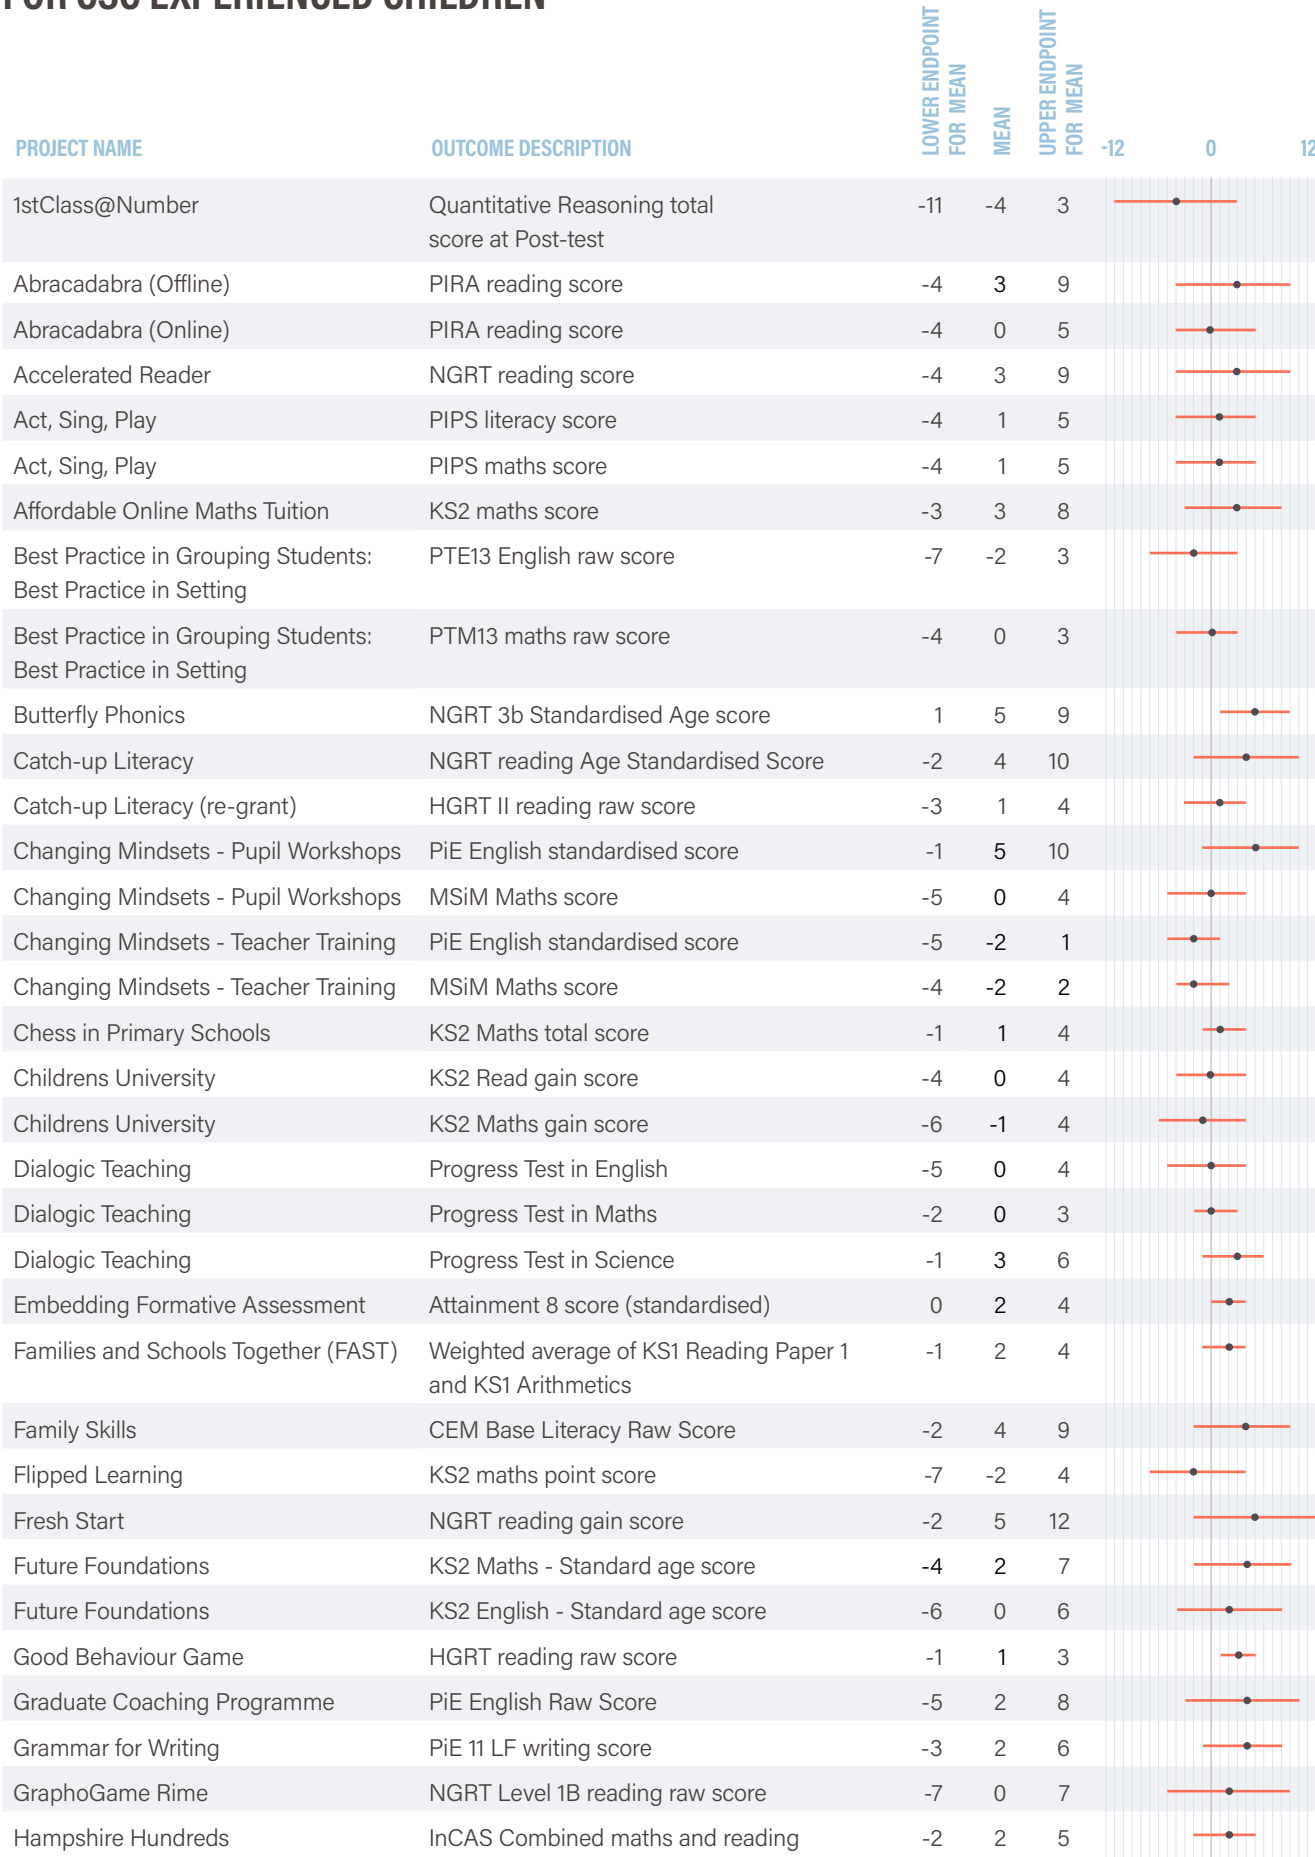 FOR CSC EXPERIENCED CHILDREN
PROJECT NAME OUTCOME DESCRIPTION LOWER ENDPOINT FOR MEAN MEAN UPPER ENDPOINT FOR MEAN -12 0 12
1stClass@Number Quantitative Reasoning total -11 -4 3
score at Post-test
Abracadabra (Offline) PIRA reading score -4 3 9
Abracadabra (Online) PIRA reading score -4 0 5
Accelerated Reader NGRT reading score -4 3 9
Act, Sing, Play PIPS literacy score -4 1 5
Act, Sing, Play PIPS maths score -4 1 5
Affordable Online Maths Tuition KS2 maths score -3 3 8
Best Practice in Grouping Students: PTE13 English raw score -7 -2 3
Best Practice in Setting
Best Practice in Grouping Students: PTM13 maths raw score -4 0 3
Best Practice in Setting
Butterfly Phonics NGRT 3b Standardised Age score 1 5 9
Catch-up Literacy NGRT reading Age Standardised Score -2 4 10
Catch-up Literacy (re-grant) HGRT II reading raw score -3 1 4
Changing Mindsets - Pupil Workshops PiE English standardised score -1 5 10
Changing Mindsets - Pupil Workshops MSiM Maths score -5 0 4
Changing Mindsets - Teacher Training PiE English standardised score -5 -2 1
Changing Mindsets - Teacher Training MSiM Maths score -4 -2 2
Chess in Primary Schools KS2 Maths total score -1 1 4
Childrens University KS2 Read gain score -4 0 4
Childrens University KS2 Maths gain score -6 -1 4
Dialogic Teaching Progress Test in English -5 0 4
Dialogic Teaching Progress Test in Maths -2 0 3
Dialogic Teaching Progress Test in Science -1 3 6
Embedding Formative Assessment Attainment 8 score (standardised) 0 2 4
Families and Schools Together (FAST) Weighted average of KS1 Reading Paper 1 -1 2 4
and KS1 Arithmetics
Family Skills CEM Base Literacy Raw Score -2 4 9
Flipped Learning KS2 maths point score -7 -2 4
Fresh Start NGRT reading gain score -2 5 12
Future Foundations KS2 Maths - Standard age score -4 2 7
Future Foundations KS2 English - Standard age score -6 0 6
Good Behaviour Game HGRT reading raw score -1 1 3
Graduate Coaching Programme PiE English Raw Score -5 2 8
Grammar for Writing PiE 11 LF writing score -3 2 6
GraphoGame Rime NGRT Level 1B reading raw score -7 0 7
Hampshire Hundreds InCAS Combined maths and reading -2 2 5